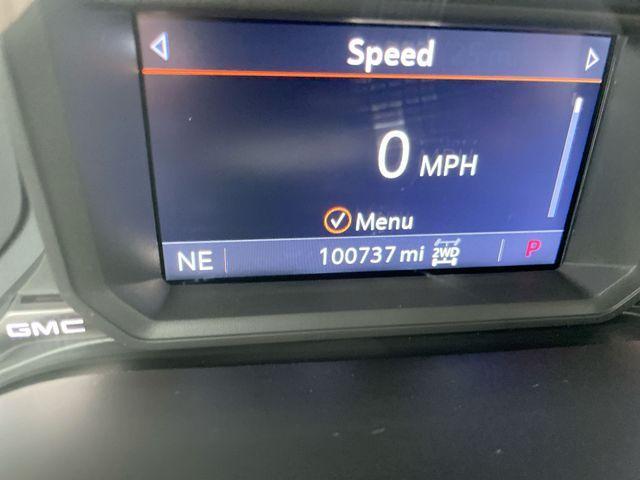 Speed
0 MPH
Menu
NE 100737 mi 2WD P
GMC